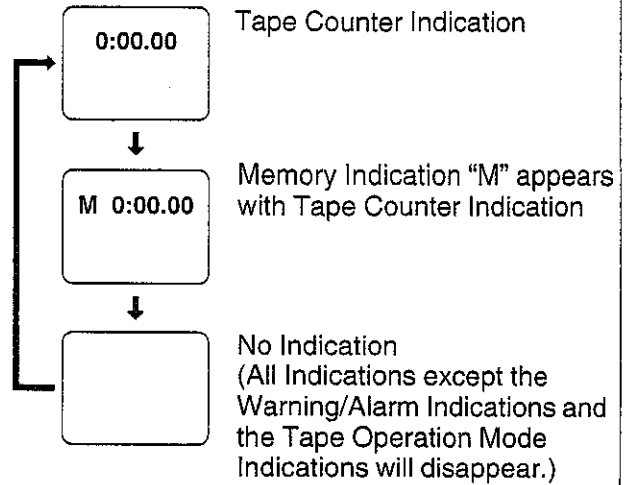 0:00.00
Tape Counter Indication
M 0:00.00
Memory Indication “M” appears
with Tape Counter Indication
No Indication
(All Indications except the
Warning/Alarm Indications and
the Tape Operation Mode
Indications will disappear.)